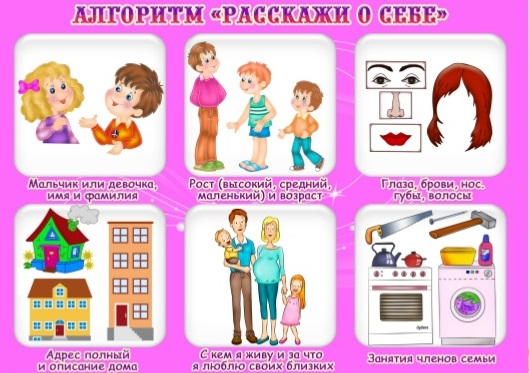 АЛГОРИТМ «РАССКАЖИ О СЕБЕ»
Мальчик или девочка,
имя и фамилия
Рост (высокий, средний,
маленький) и возраст
Глаза, брови, нос.
губы, волосы
Адрес полный
и описание дома
С кем я живу и за что
я люблю своих близких
Занятия членов семьи